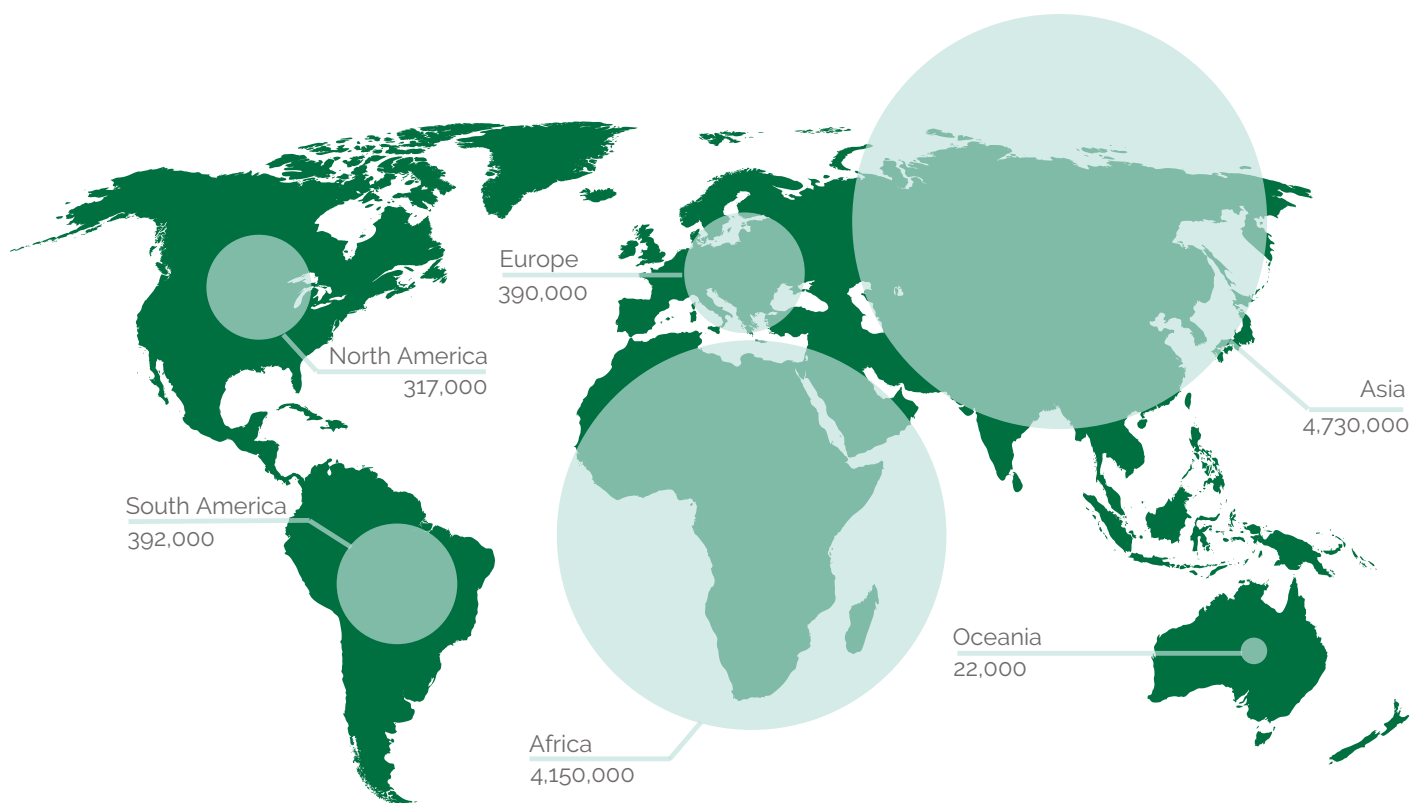 Europe
390,000
North America
317,000
Asia
4,730,000
South America
392,000
Oceania
22,000
Africa
4,150,000